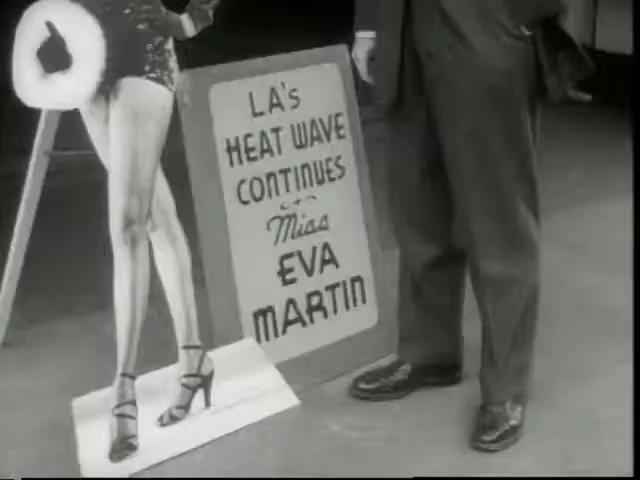 LA's
HEAT WAVE
CONTINUES
Miss
EVA
MARTIN